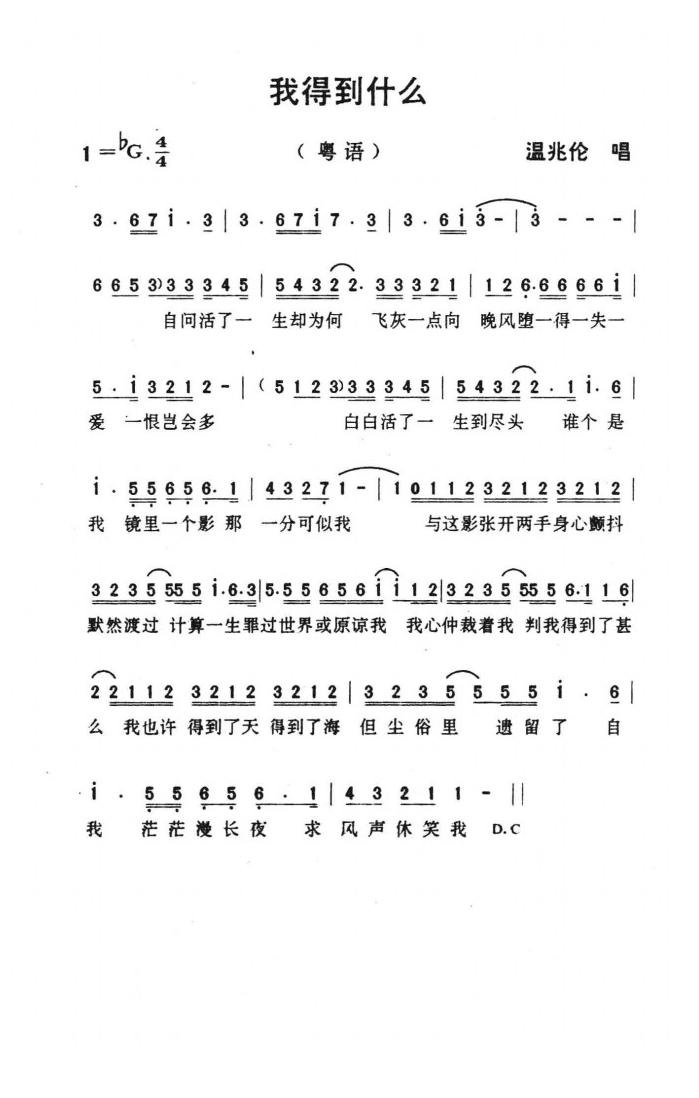 我得到什么
1=♭G. 4/4 （粤语） 温兆伦 唱
3 . 6 7 i . 3 | 3 . 6 7 i 7 . 3 | 3 . 6 i 3 - | 3 - - - |
6 6 5 3) 3 3 3 4 5 | 5 4 3 2 2 . 3 3 3 2 1 | 1 2 6 . 6 6 6 6 i |
自问活了一 生却为何 飞灰一点向 晚风堕一得一失一
5 . i 3 2 1 2 - | (5 1 2 3) 3 3 3 4 5 | 5 4 3 2 2 . 1 i . 6 |
爱 一恨岂会多 白白活了一 生到尽头 谁个是
i . 5 5 6 5 6 . 1 | 4 3 2 7 1 - | 1 0 1 1 2 3 2 1 2 3 2 1 2 |
我 镜里一个影那 一分可似我 与这影张开两手身心颤抖
3 2 3 5 5 5 5 i . 6 . 3 | 5 . 5 5 6 5 6 i i 1 2 | 3 2 3 5 5 5 5 6 . 1 1 6 |
默然渡过 计算一生罪过世界或原谅我 我心仲裁着我 判我得到了甚
2 2 1 1 2 3 2 1 2 3 2 1 2 | 3 2 3 5 5 5 5 i . 6 |
么 我也许 得到了天 得到了海 但尘俗里 遗留了 自
i . 5 5 6 5 6 . 1 | 4 3 2 1 1 1 - ||
我 茫茫漫长夜 求 风声休笑我 D.C